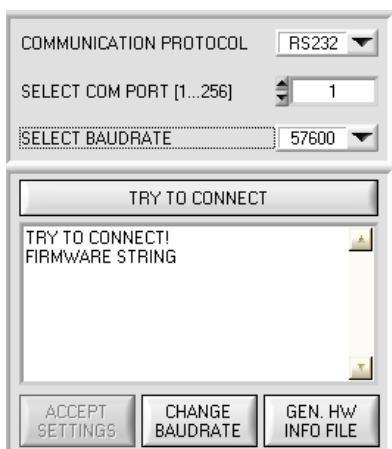 COMMUNICATION PROTOCOL RS232
SELECT COM PORT [1...256] 1
SELECT BAUDRATE 57600
TRY TO CONNECT
TRY TO CONNECT!
FIRMWARE STRING
ACCEPT SETTINGS
CHANGE BAUDRATE
GEN. HW INFO FILE